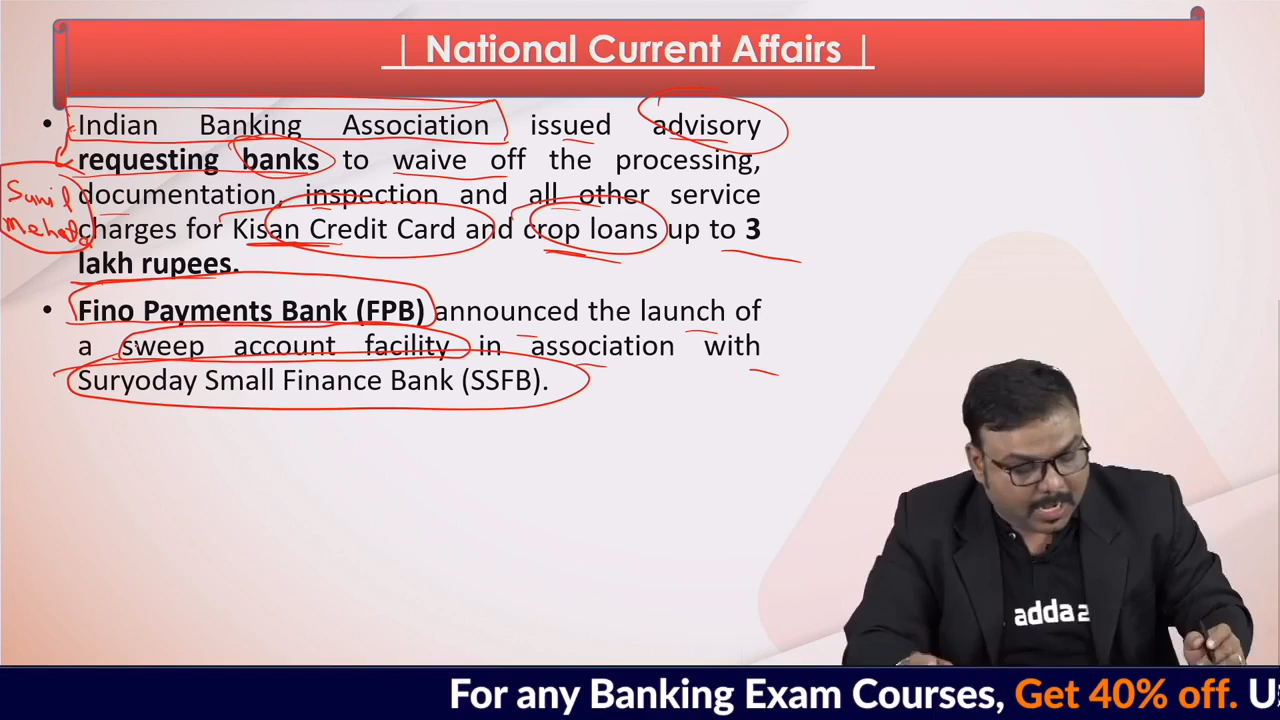 | National Current Affairs |
• Indian Banking Association issued advisory
requesting banks to waive off the processing,
documentation, inspection and all other service
charges for Kisan Credit Card and crop loans up to 3
lakh rupees.
Sunil
Mehta
• Fino Payments Bank (FPB) announced the launch of
a sweep account facility in association with
Suryoday Small Finance Bank (SSFB).
adda2
For any Banking Exam Courses, Get 40% off. U